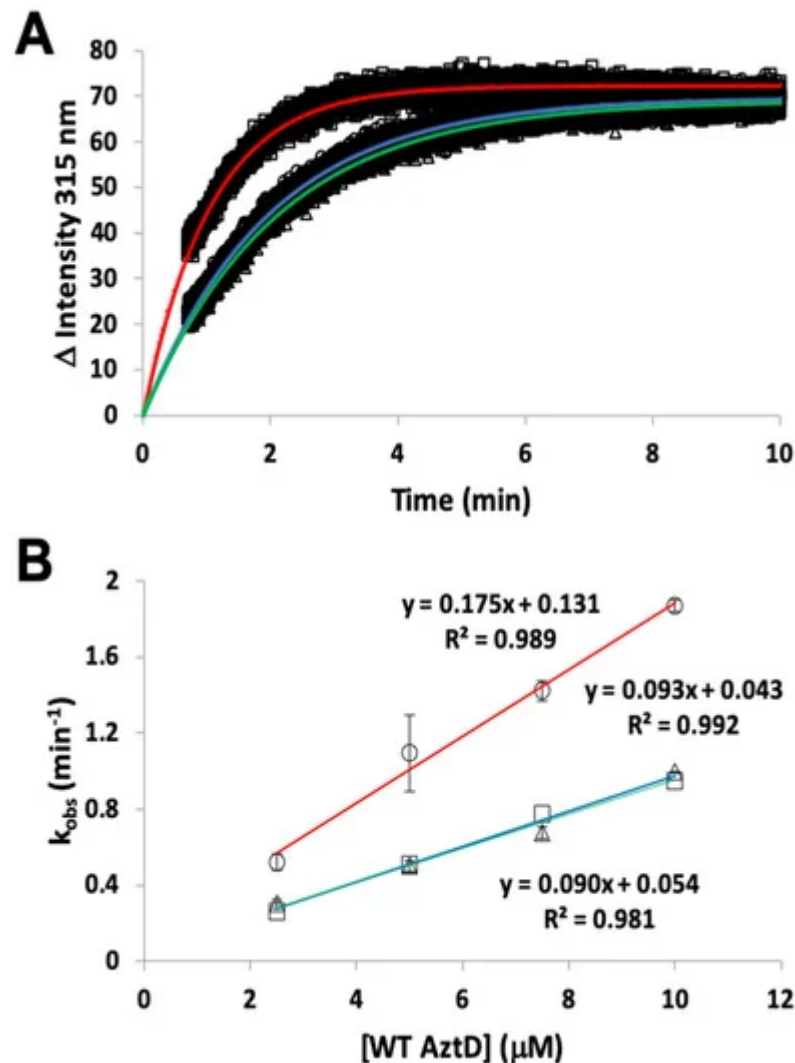 A
80
70
60
50
40
30
20
10
0
Δ Intensity 315 nm
0 2 4 6 8 10
Time (min)
B
2
1.6
1.2
0.8
0.4
0
k_obs (min⁻¹)
y = 0.175x + 0.131
R² = 0.989
y = 0.093x + 0.043
R² = 0.992
y = 0.090x + 0.054
R² = 0.981
0 2 4 6 8 10 12
[WT AztD] (μM)